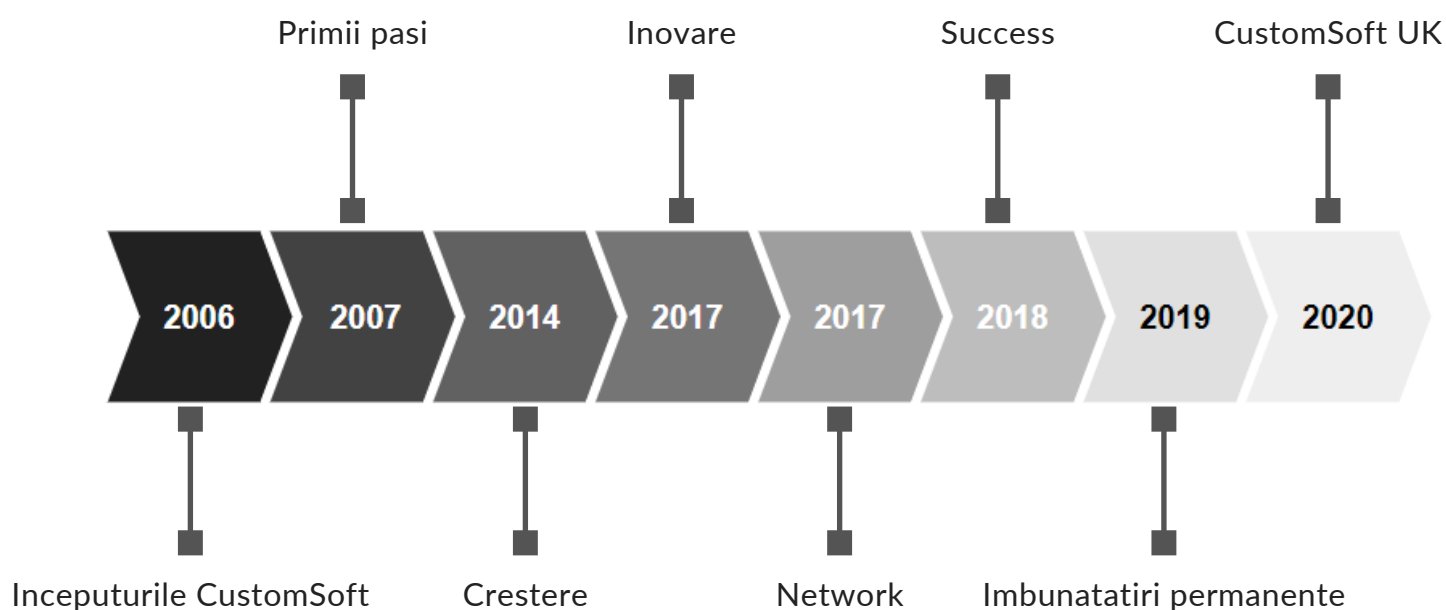 Primii pasi
Inovare
Success
CustomSoft UK
2006
2007
2014
2017
2017
2018
2019
2020
Inceputurile CustomSoft
Crestere
Network
Imbunatatiri permanente